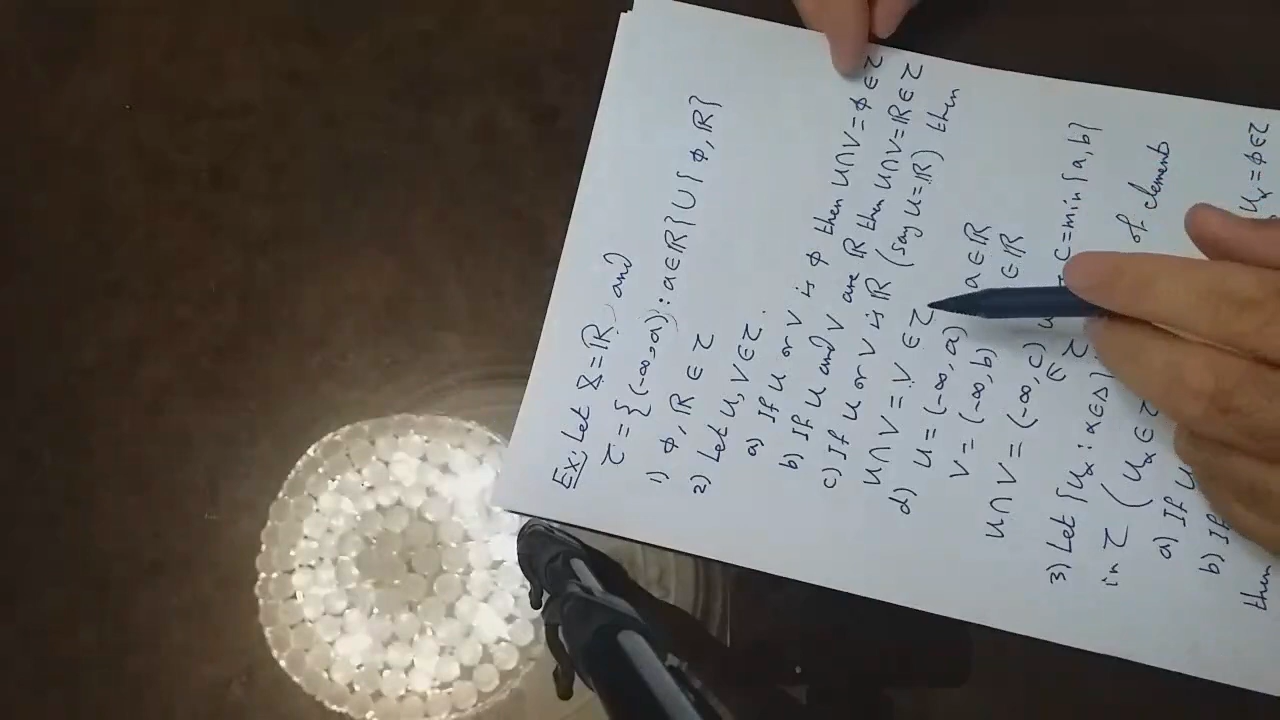 Ex: Let X = ℝ, and
τ = {(-∞, a) : a ∈ ℝ} ∪ {φ, ℝ}
1) φ, ℝ ∈ τ
2) Let U, V ∈ τ.
a) If U or V is φ then U∩V = φ ∈ τ
b) If U and V are ℝ then U∩V = ℝ ∈ τ
c) If U or V is ℝ (say U = ℝ) then
U∩V = V ∈ τ
d) U = (-∞, a) a ∈ ℝ
V = (-∞, b) ∈ ℝ
U∩V = (-∞, c) c = min{a, b}
∈ τ
3) Let {Uα : α ∈ Δ} of elements
in τ (Uα ∈ τ
a) If U Uα = φ ∈ τ
b) If
then